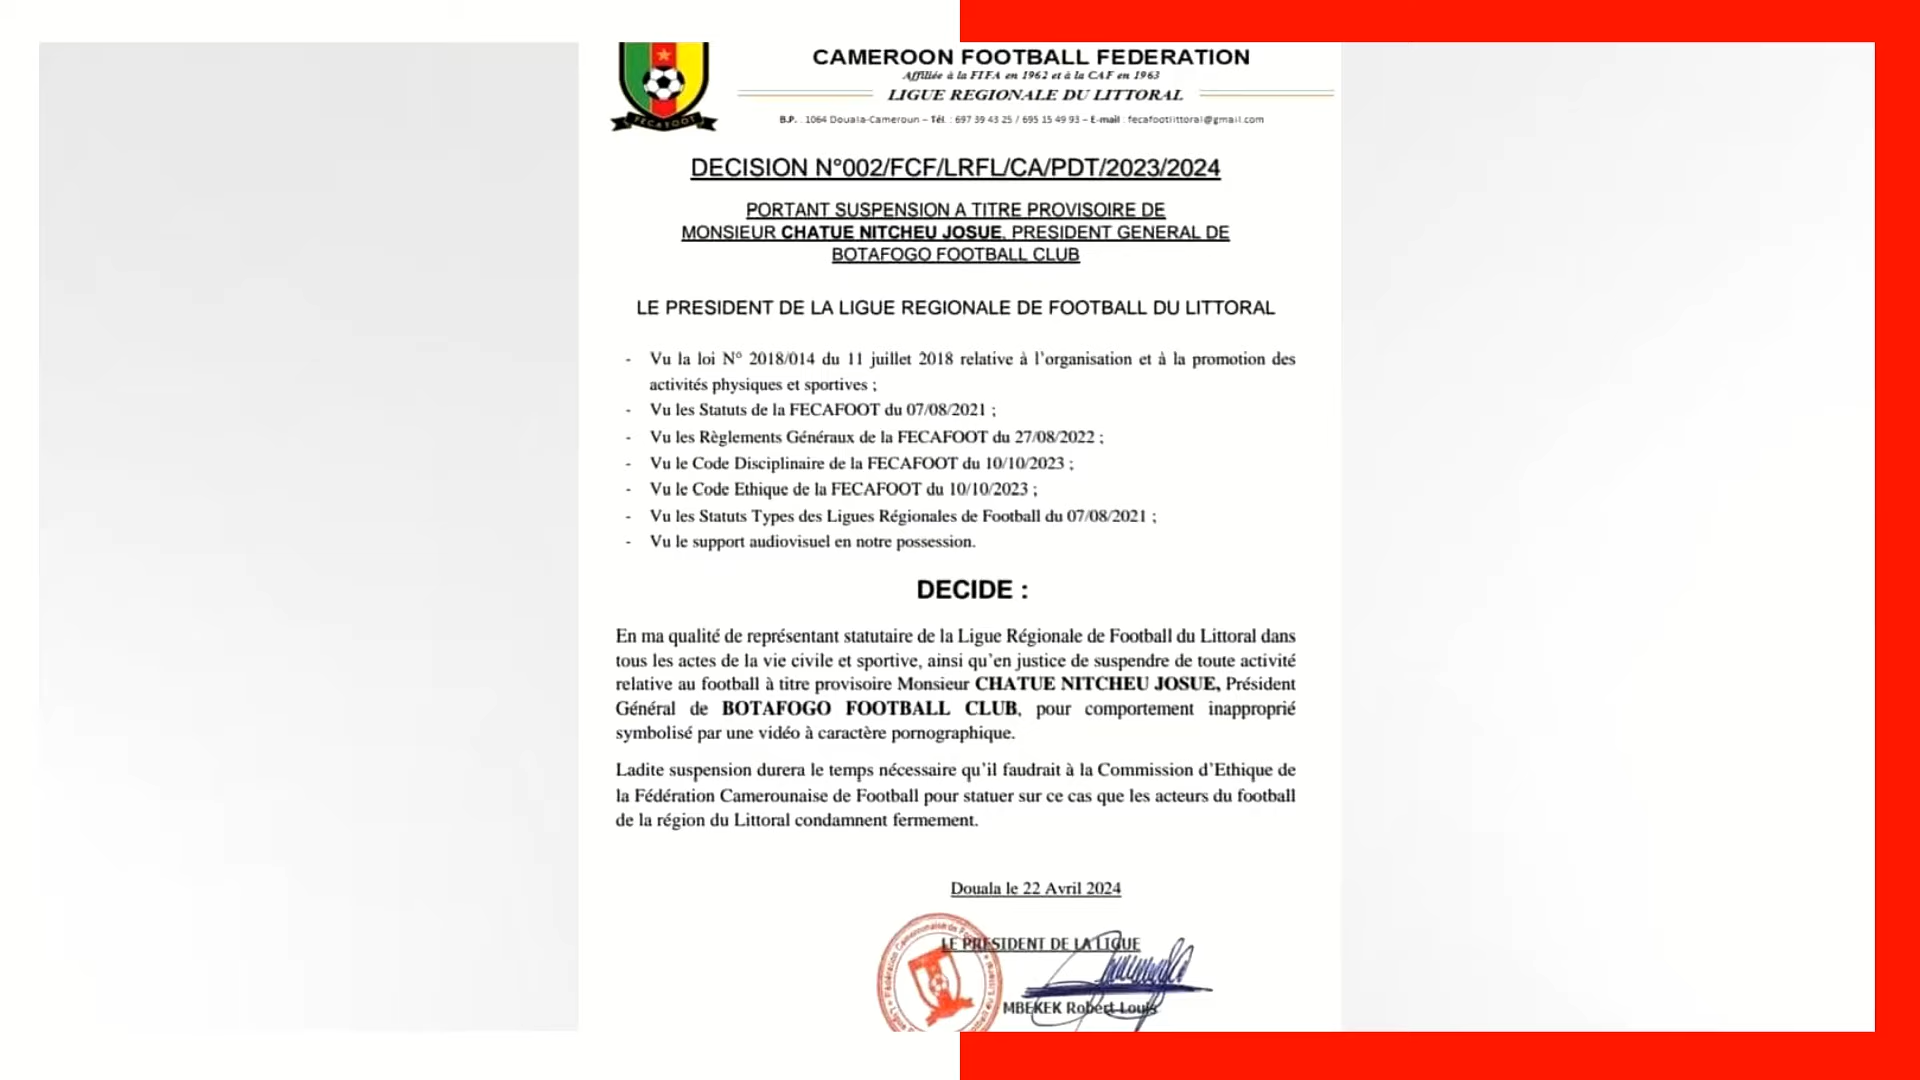 CAMEROON FOOTBALL FEDERATION
Affiliée à la FIFA en 1962 et à la CAF en 1963
LIGUE REGIONALE DU LITTORAL
B.P. : 1064 Douala-Cameroun – Tél. : 697 39 43 25 / 695 15 49 93 – E-mail : fecafootlittoral@gmail.com
FECAFOOT
DECISION N°002/FCF/LRFL/CA/PDT/2023/2024
PORTANT SUSPENSION A TITRE PROVISOIRE DE
MONSIEUR CHATUE NITCHEU JOSUE, PRESIDENT GENERAL DE
BOTAFOGO FOOTBALL CLUB
LE PRESIDENT DE LA LIGUE REGIONALE DE FOOTBALL DU LITTORAL
- Vu la loi N° 2018/014 du 11 juillet 2018 relative à l'organisation et à la promotion des
activités physiques et sportives ;
- Vu les Statuts de la FECAFOOT du 07/08/2021 ;
- Vu les Règlements Généraux de la FECAFOOT du 27/08/2022 ;
- Vu le Code Disciplinaire de la FECAFOOT du 10/10/2023 ;
- Vu le Code Ethique de la FECAFOOT du 10/10/2023 ;
- Vu les Statuts Types des Ligues Régionales de Football du 07/08/2021 ;
- Vu le support audiovisuel en notre possession.
DECIDE :
En ma qualité de représentant statutaire de la Ligue Régionale de Football du Littoral dans
tous les actes de la vie civile et sportive, ainsi qu'en justice de suspendre de toute activité
relative au football à titre provisoire Monsieur CHATUE NITCHEU JOSUE, Président
Général de BOTAFOGO FOOTBALL CLUB, pour comportement inapproprié
symbolisé par une vidéo à caractère pornographique.
Ladite suspension durera le temps nécessaire qu'il faudrait à la Commission d'Ethique de
la Fédération Camerounaise de Football pour statuer sur ce cas que les acteurs du football
de la région du Littoral condamnent fermement.
Douala le 22 Avril 2024
LE PRESIDENT DE LA LIGUE
MBEKEK Robert Louis